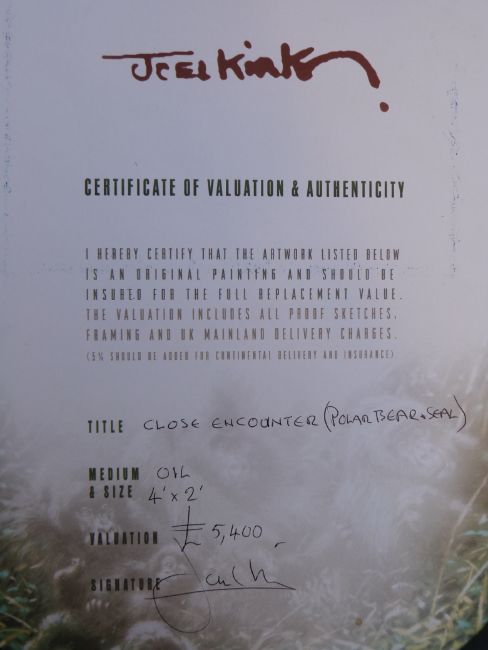 Joel Kirk
CERTIFICATE OF VALUATION & AUTHENTICITY
I HEREBY CERTIFY THAT THE ARTWORK LISTED BELOW
IS AN ORIGINAL PAINTING AND SHOULD BE
INSURED FOR THE FULL REPLACEMENT VALUE.
THE VALUATION INCLUDES ALL PROOF SKETCHES,
FRAMING AND UK MAINLAND DELIVERY CHARGES.
(5% SHOULD BE ADDED FOR CONTINENTAL DELIVERY AND INSURANCE)
TITLE CLOSE ENCOUNTER (POLAR BEAR + SEAL)
MEDIUM OIL
& SIZE 4' x 2'
VALUATION £5,400
SIGNATURE